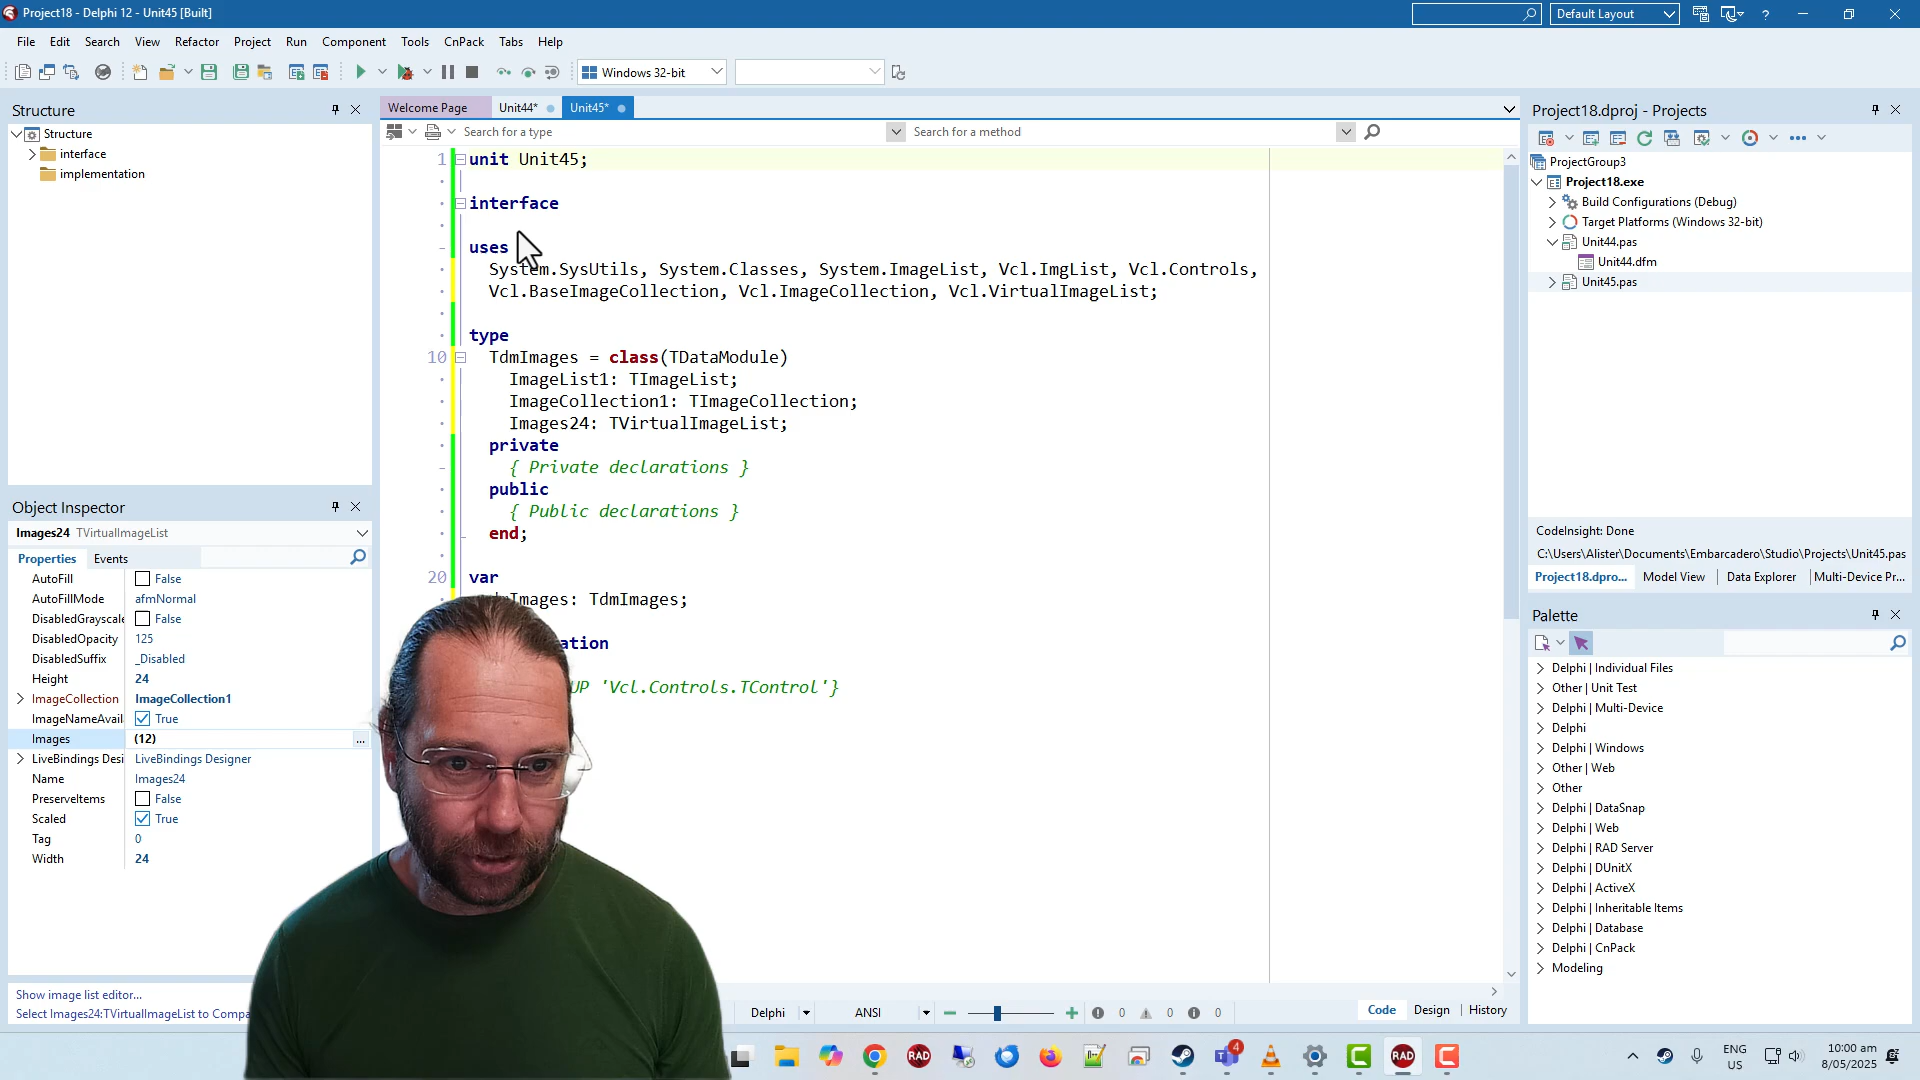 Project18 - Delphi 12 - Unit45 [Built]
Default Layout
?
File Edit Search View Refactor Project Run Component Tools CnPack Tabs Help
Windows 32-bit
Structure
Structure
interface
implementation
Object Inspector
Images24 TVirtualImageList
Properties Events
AutoFill False
AutoFillMode afmNormal
DisabledGrayscale False
DisabledOpacity 125
DisabledSuffix _Disabled
Height 24
ImageCollection ImageCollection1
ImageNameAvail True
Images (12) ...
LiveBindings Desi LiveBindings Designer
Name Images24
PreserveItems False
Scaled True
Tag 0
Width 24
Show image list editor...
Select Images24:TVirtualImageList to Compa
Welcome Page Unit44* Unit45*
Search for a type Search for a method
1 unit Unit45;
interface
uses
System.SysUtils, System.Classes, System.ImageList, Vcl.ImgList, Vcl.Controls,
Vcl.BaseImageCollection, Vcl.ImageCollection, Vcl.VirtualImageList;
type
10 TdmImages = class(TDataModule)
ImageList1: TImageList;
ImageCollection1: TImageCollection;
Images24: TVirtualImageList;
private
{ Private declarations }
public
{ Public declarations }
end;
20 var
dmImages: TdmImages;
ation
UP 'Vcl.Controls.TControl'}
Delphi ANSI 0 0 0 Code Design History
Project18.dproj - Projects
ProjectGroup3
Project18.exe
Build Configurations (Debug)
Target Platforms (Windows 32-bit)
Unit44.pas
Unit44.dfm
Unit45.pas
CodeInsight: Done
C:\Users\Alister\Documents\Embarcadero\Studio\Projects\Unit45.pas
Project18.dpro... Model View Data Explorer Multi-Device Pr...
Palette
Delphi | Individual Files
Other | Unit Test
Delphi | Multi-Device
Delphi
Delphi | Windows
Other | Web
Other
Delphi | DataSnap
Delphi | Web
Delphi | RAD Server
Delphi | DUnitX
Delphi | ActiveX
Delphi | Inheritable Items
Delphi | Database
Delphi | CnPack
Modeling
RAD
4
RAD
ENG
US
10:00 am
8/05/2025